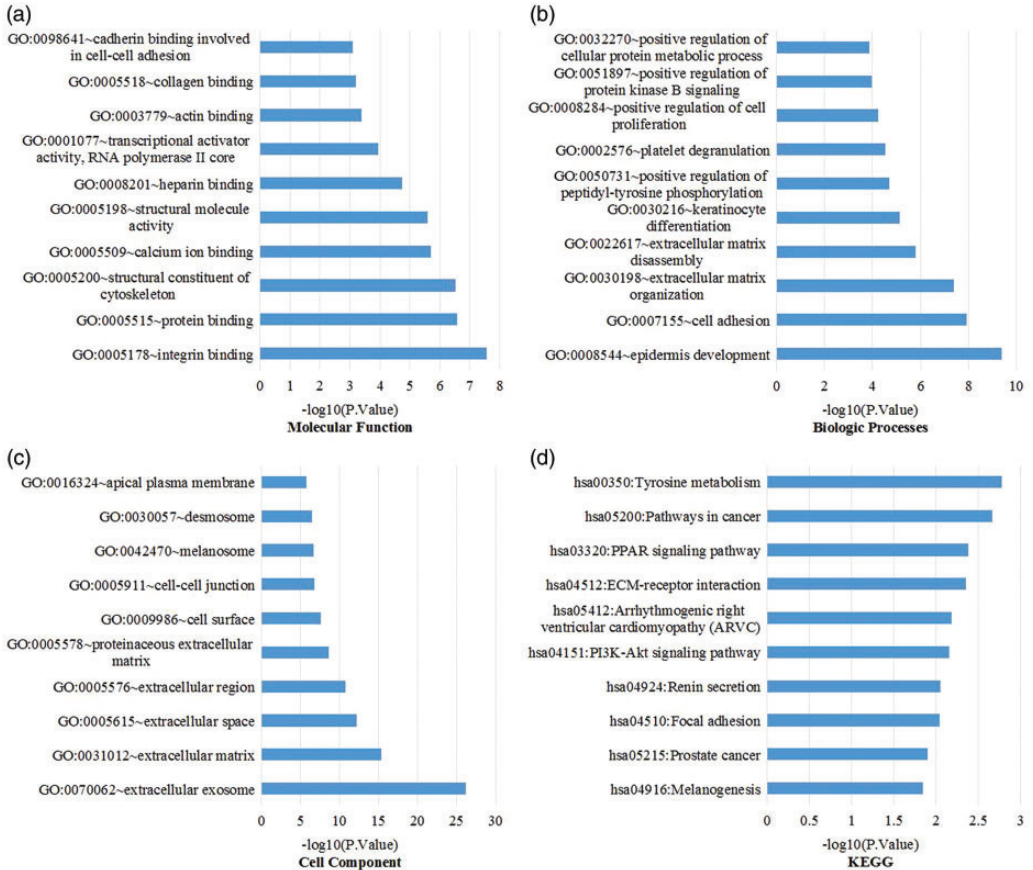 (a)
GO:0098641~cadherin binding involved
in cell-cell adhesion
GO:0005518~collagen binding
GO:0003779~actin binding
GO:0001077~transcriptional activator
activity, RNA polymerase II core
GO:0008201~heparin binding
GO:0005198~structural molecule
activity
GO:0005509~calcium ion binding
GO:0005200~structural constituent of
cytoskeleton
GO:0005515~protein binding
GO:0005178~integrin binding
0 1 2 3 4 5 6 7 8
-log10(P.Value)
Molecular Function
(b)
GO:0032270~positive regulation of
cellular protein metabolic process
GO:0051897~positive regulation of
protein kinase B signaling
GO:0008284~positive regulation of cell
proliferation
GO:0002576~platelet degranulation
GO:0050731~positive regulation of
peptidyl-tyrosine phosphorylation
GO:0030216~keratinocyte
differentiation
GO:0022617~extracellular matrix
disassembly
GO:0030198~extracellular matrix
organization
GO:0007155~cell adhesion
GO:0008544~epidermis development
0 2 4 6 8 10
-log10(P.Value)
Biologic Processes
(c)
GO:0016324~apical plasma membrane
GO:0030057~desmosome
GO:0042470~melanosome
GO:0005911~cell-cell junction
GO:0009986~cell surface
GO:0005578~proteinaceous extracellular
matrix
GO:0005576~extracellular region
GO:0005615~extracellular space
GO:0031012~extracellular matrix
GO:0070062~extracellular exosome
0 5 10 15 20 25 30
-log10(P.Value)
Cell Component
(d)
hsa00350:Tyrosine metabolism
hsa05200:Pathways in cancer
hsa03320:PPAR signaling pathway
hsa04512:ECM-receptor interaction
hsa05412:Arrhythmogenic right
ventricular cardiomyopathy (ARVC)
hsa04151:PI3K-Akt signaling pathway
hsa04924:Renin secretion
hsa04510:Focal adhesion
hsa05215:Prostate cancer
hsa04916:Melanogenesis
0 0.5 1 1.5 2 2.5 3
-log10(P.Value)
KEGG